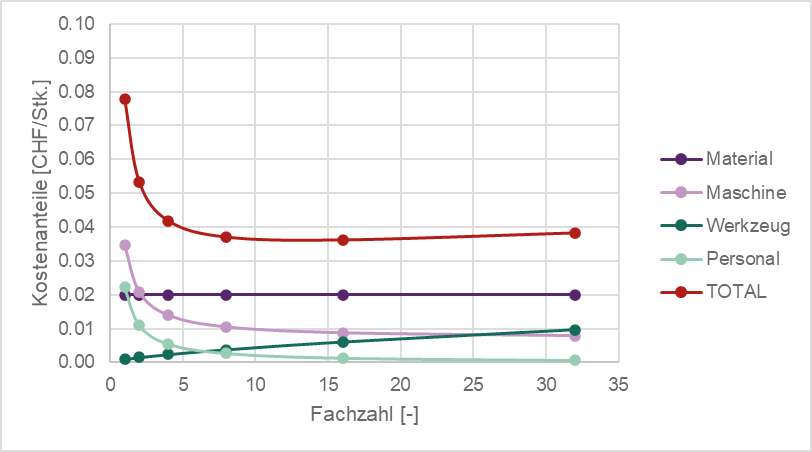 0.10
0.09
0.08
0.07
0.06
0.05
0.04
0.03
0.02
0.01
0.00
0 5 10 15 20 25 30 35
Kostenanteile [CHF/Stk.]
Fachzahl [-]
Material
Maschine
Werkzeug
Personal
TOTAL